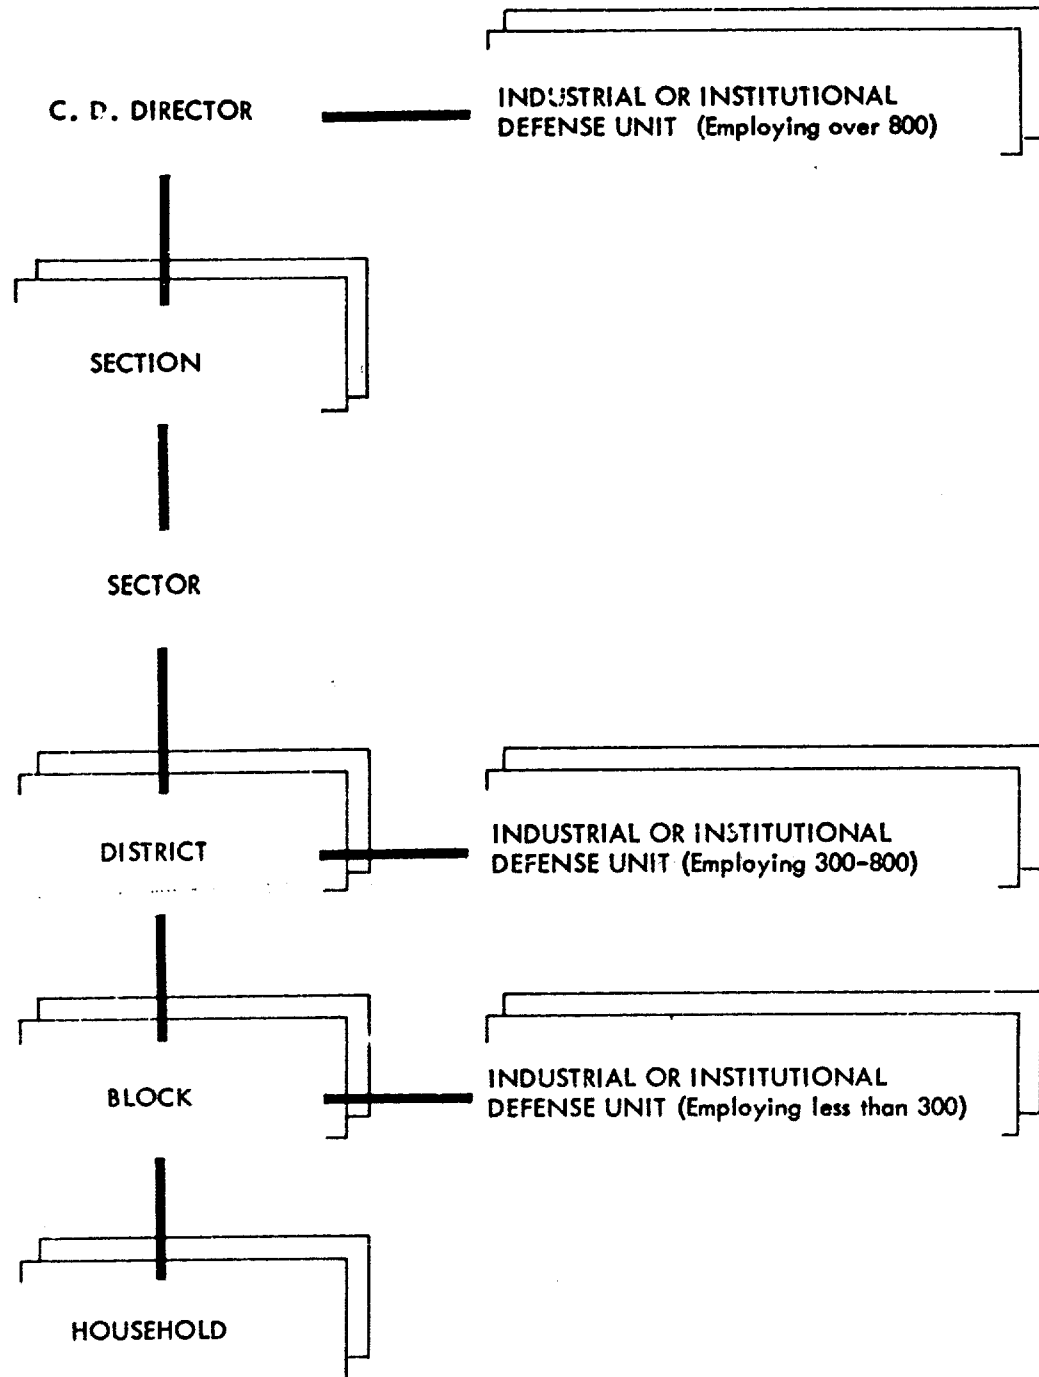 C. D. DIRECTOR
INDUSTRIAL OR INSTITUTIONAL
DEFENSE UNIT (Employing over 800)
SECTION
SECTOR
DISTRICT
INDUSTRIAL OR INSTITUTIONAL
DEFENSE UNIT (Employing 300-800)
BLOCK
INDUSTRIAL OR INSTITUTIONAL
DEFENSE UNIT (Employing less than 300)
HOUSEHOLD